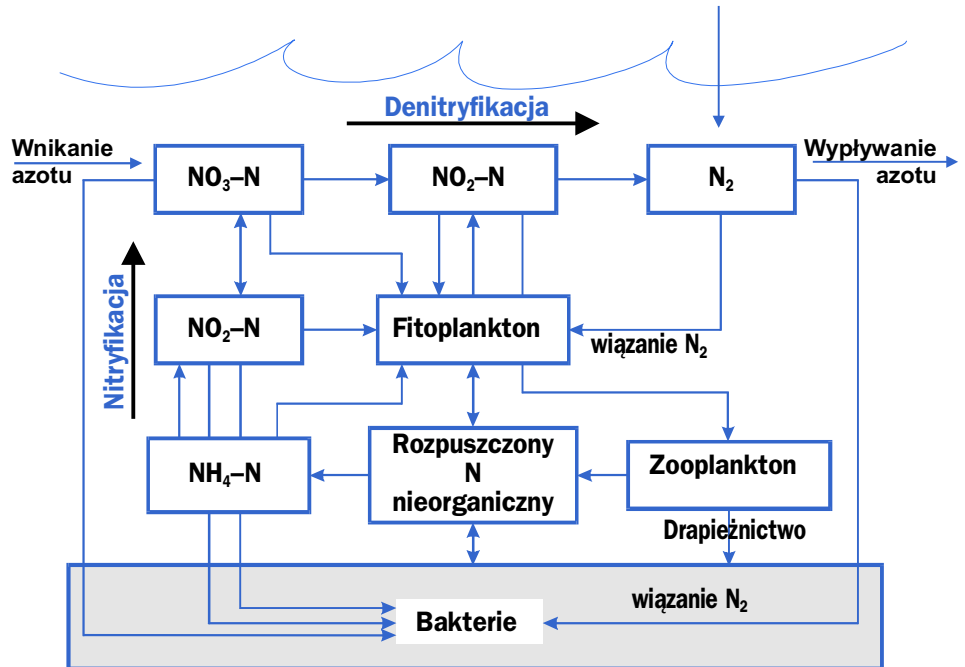 Denitryfikacja
Wnikanie
azotu
NO₃–N
NO₂–N
N₂
Wypływanie
azotu
Nitryfikacja
NO₂–N
Fitoplankton
wiązanie N₂
NH₄–N
Rozpuszczony
N
nieorganiczny
Zooplankton
Drapieżnictwo
Bakterie
wiązanie N₂